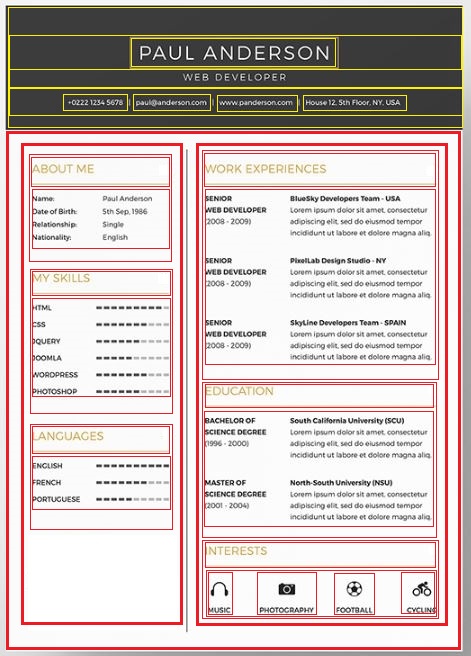 PAUL ANDERSON
WEB DEVELOPER
+0222 1234 5678 | paul@anderson.com | www.panderson.com | House 12, 5th Floor, NY, USA
ABOUT ME
Name: Paul Anderson
Date of Birth: 5th Sep, 1986
Relationship: Single
Nationality: English
MY SKILLS
HTML
CSS
JQUERY
JOOMLA
WORDPRESS
PHOTOSHOP
LANGUAGES
ENGLISH
FRENCH
PORTUGUESE
WORK EXPERIENCES
SENIOR BlueSky Developers Team - USA
WEB DEVELOPER Lorem ipsum dolor sit amet, consectetur
(2008 - 2009) adipiscing elit, sed do eiusmod tempor
incididunt ut labore et dolore magna aliq.
SENIOR PixelLab Design Studio - NY
WEB DEVELOPER Lorem ipsum dolor sit amet, consectetur
(2008 - 2009) adipiscing elit, sed do eiusmod tempor
incididunt ut labore et dolore magna aliq.
SENIOR SkyLine Developers Team - SPAIN
WEB DEVELOPER Lorem ipsum dolor sit amet, consectetur
(2008 - 2009) adipiscing elit, sed do eiusmod tempor
incididunt ut labore et dolore magna aliq.
EDUCATION
BACHELOR OF South California University (SCU)
SCIENCE DEGREE Lorem ipsum dolor sit amet, consectetur
(1996 - 2000) adipiscing elit, sed do eiusmod tempor
incididunt ut labore et dolore magna aliq.
MASTER OF North-South University (NSU)
SCIENCE DEGREE Lorem ipsum dolor sit amet, consectetur
(2001 - 2004) adipiscing elit, sed do eiusmod tempor
incididunt ut labore et dolore magna aliq.
INTERESTS
MUSIC PHOTOGRAPHY FOOTBALL CYCLING